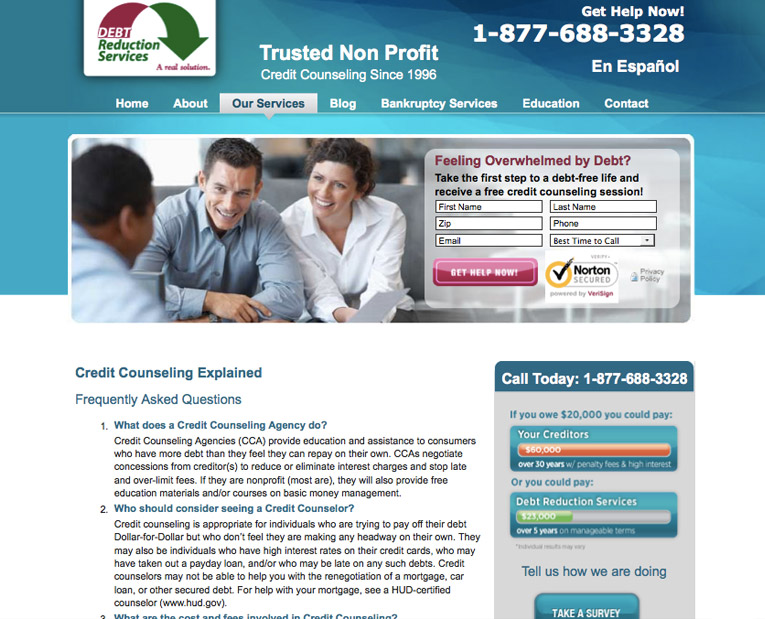 DEBT
Reduction
Services
A real solution.
Trusted Non Profit
Credit Counseling Since 1996
Get Help Now!
1-877-688-3328
En Español
Home About Our Services Blog Bankruptcy Services Education Contact
Feeling Overwhelmed by Debt?
Take the first step to a debt-free life and
receive a free credit counseling session!
First Name Last Name
Zip Phone
Email Best Time to Call
GET HELP NOW!
VERIFY
Norton
SECURED
powered by VeriSign
Privacy
Policy
Credit Counseling Explained
Frequently Asked Questions
1. What does a Credit Counseling Agency do?
Credit Counseling Agencies (CCA) provide education and assistance to consumers
who have more debt than they feel they can repay on their own. CCAs negotiate
concessions from creditor(s) to reduce or eliminate interest charges and stop late
and over-limit fees. If they are nonprofit (most are), they will also provide free
education materials and/or courses on basic money management.
2. Who should consider seeing a Credit Counselor?
Credit counseling is appropriate for individuals who are trying to pay off their debt
Dollar-for-Dollar but who don't feel they are making any headway on their own. They
may also be individuals who have high interest rates on their credit cards, who may
have taken out a payday loan, and/or who may be late on any such debts. Credit
counselors may not be able to help you with the renegotiation of a mortgage, car
loan, or other secured debt. For help with your mortgage, see a HUD-certified
counselor (www.hud.gov).
3. What are the cost and fees involved in Credit Counseling?
Call Today: 1-877-688-3328
If you owe $20,000 you could pay:
Your Creditors
$60,000
over 30 years w/ penalty fees & high interest
Or you could pay:
Debt Reduction Services
$23,000
over 5 years on manageable terms
*Individual results may vary
Tell us how we are doing
TAKE A SURVEY